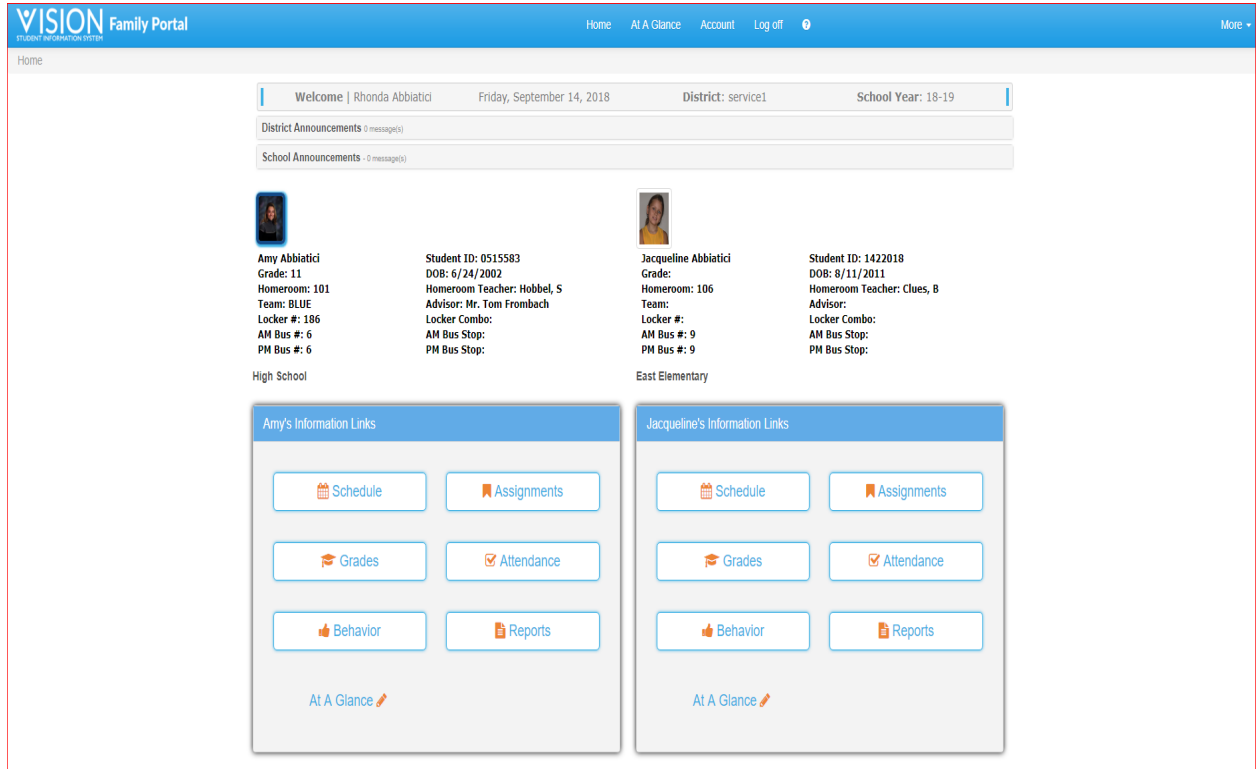 VISION Family Portal
STUDENT INFORMATION SYSTEM
Home At A Glance Account Log off ? More
Home
Welcome | Rhonda Abbiatici Friday, September 14, 2018 District: service1 School Year: 18-19
District Announcements 0 message(s)
School Announcements - 0 message(s)
Amy Abbiatici Student ID: 0515583
Grade: 11 DOB: 6/24/2002
Homeroom: 101 Homeroom Teacher: Hobbel, S
Team: BLUE Advisor: Mr. Tom Frombach
Locker #: 186 Locker Combo:
AM Bus #: 6 AM Bus Stop:
PM Bus #: 6 PM Bus Stop:
High School
Jacqueline Abbiatici Student ID: 1422018
Grade: DOB: 8/11/2011
Homeroom: 106 Homeroom Teacher: Clues, B
Team: Advisor:
Locker #: Locker Combo:
AM Bus #: 9 AM Bus Stop:
PM Bus #: 9 PM Bus Stop:
East Elementary
Amy's Information Links
Schedule Assignments
Grades Attendance
Behavior Reports
At A Glance
Jacqueline's Information Links
Schedule Assignments
Grades Attendance
Behavior Reports
At A Glance